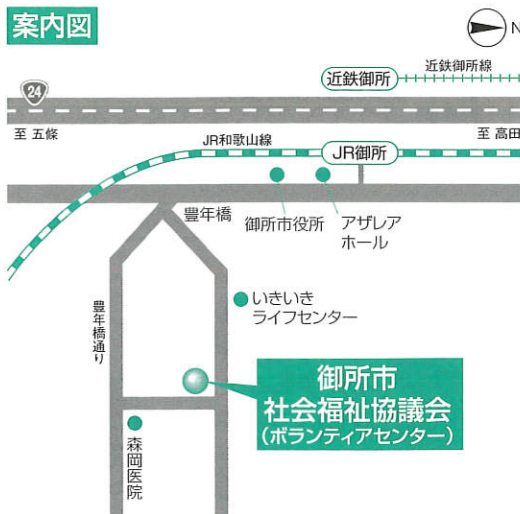 案内図
N
近鉄御所線
近鉄御所
24
至 五條
至 高田
JR和歌山線
JR御所
豊年橋
御所市役所
アザレア
ホール
いきいき
ライフセンター
豊年橋通り
御所市
社会福祉協議会
(ボランティアセンター)
森岡医院